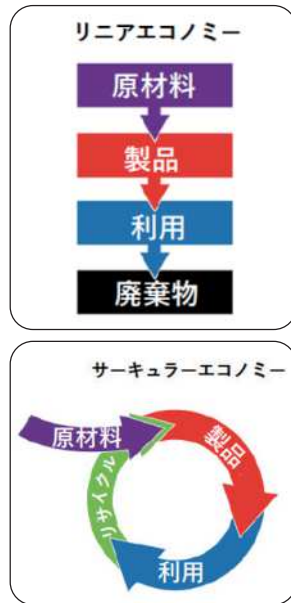 リニアエコノミー
原材料
製品
利用
廃棄物
サーキュラーエコノミー
原材料
製品
利用
リサイクル